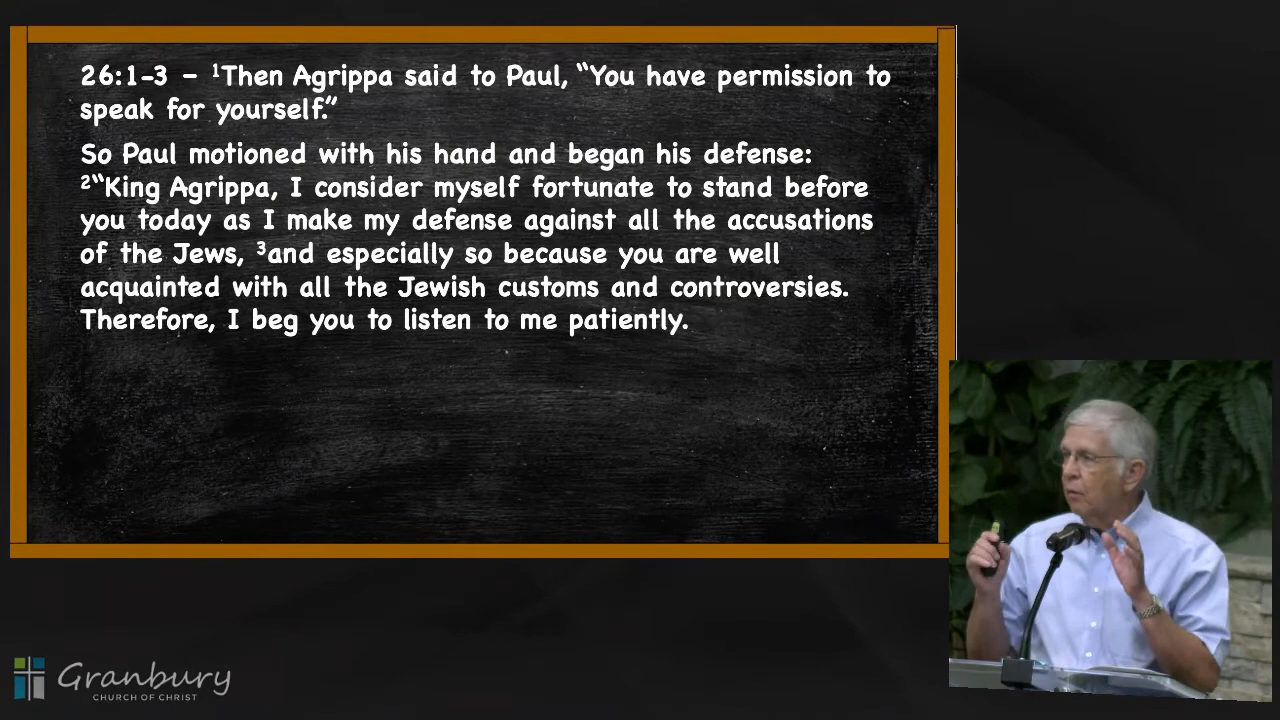 26:1-3 – ¹Then Agrippa said to Paul, “You have permission to
speak for yourself.”
So Paul motioned with his hand and began his defense:
²“King Agrippa, I consider myself fortunate to stand before
you today as I make my defense against all the accusations
of the Jews, ³and especially so because you are well
acquainted with all the Jewish customs and controversies.
Therefore, I beg you to listen to me patiently.
Granbury
CHURCH OF CHRIST